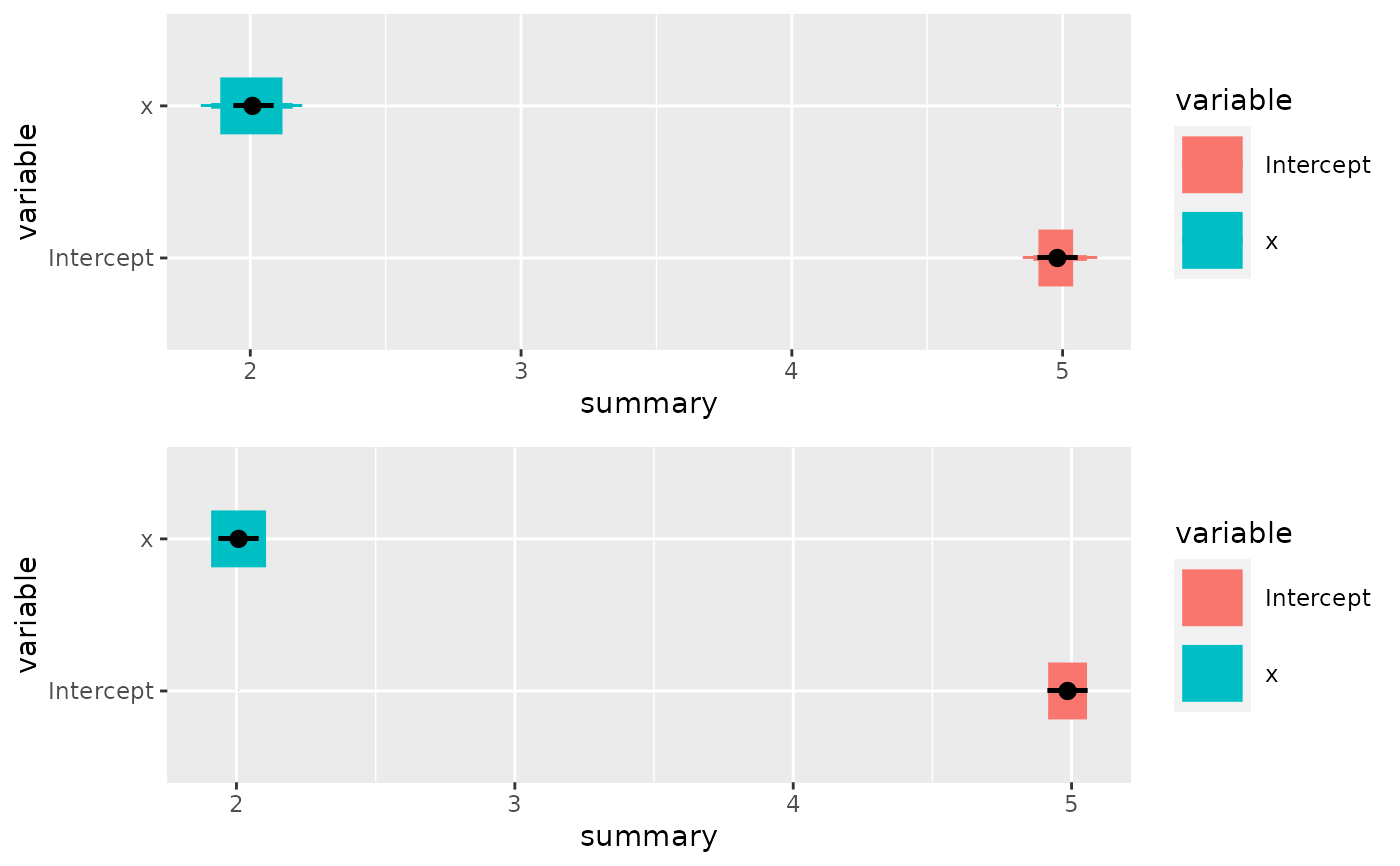 variable
x
Intercept
2 3 4 5
summary
variable
Intercept
x
variable
x
Intercept
2 3 4 5
summary
variable
Intercept
x